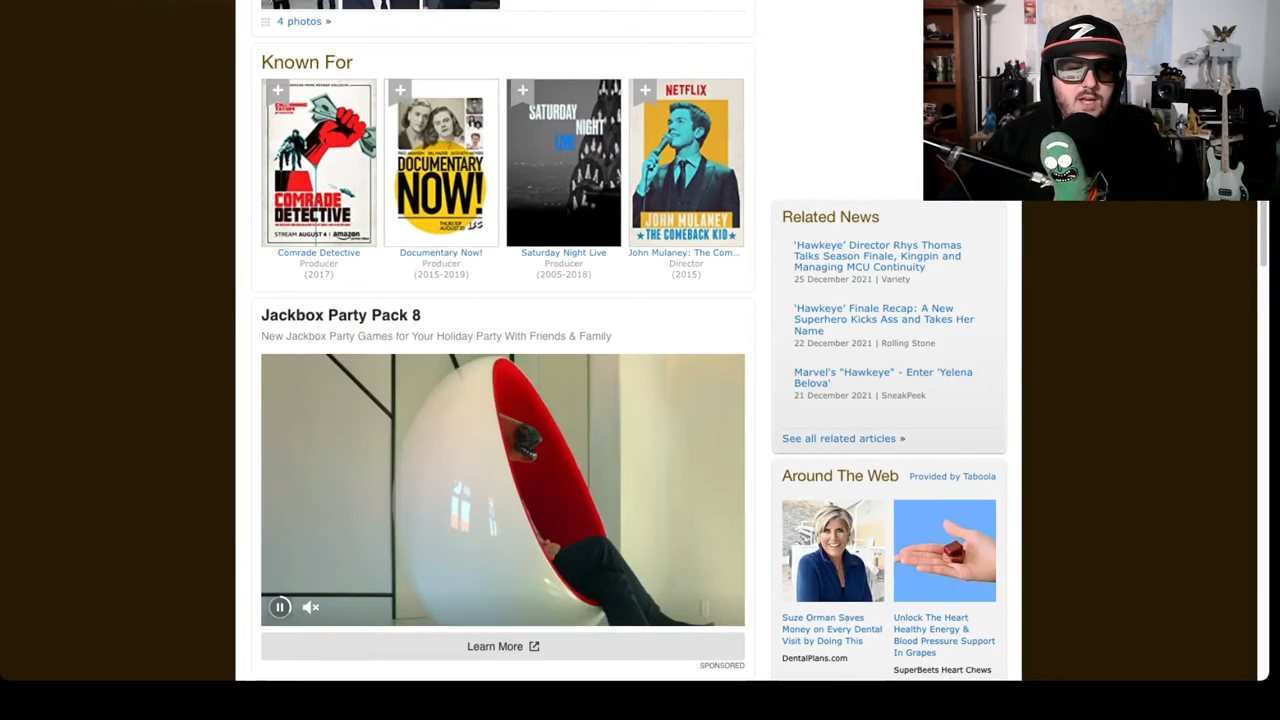 4 photos »
Known For
CHANNING TATUM
COMRADE
DETECTIVE
STREAM AUGUST 4 | amazon
DOCUMENTARY
NOW!
SATURDAY
NIGHT
LIVE
NETFLIX
JOHN MULANEY
★THE COMEBACK KID★
Comrade Detective
Producer
(2017)
Documentary Now!
Producer
(2015-2019)
Saturday Night Live
Producer
(2005-2018)
John Mulaney: The Com...
Director
(2015)
Jackbox Party Pack 8
New Jackbox Party Games for Your Holiday Party With Friends & Family
Learn More
SPONSORED
Z
Related News
‘Hawkeye’ Director Rhys Thomas
Talks Season Finale, Kingpin and
Managing MCU Continuity
25 December 2021 | Variety
‘Hawkeye’ Finale Recap: A New
Superhero Kicks Ass and Takes Her
Name
22 December 2021 | Rolling Stone
Marvel's "Hawkeye" - Enter 'Yelena
Belova'
21 December 2021 | SneakPeek
See all related articles »
Around The Web
Provided by Taboola
Suze Orman Saves
Money on Every Dental
Visit by Doing This
DentalPlans.com
Unlock The Heart
Healthy Energy &
Blood Pressure Support
In Grapes
SuperBeets Heart Chews